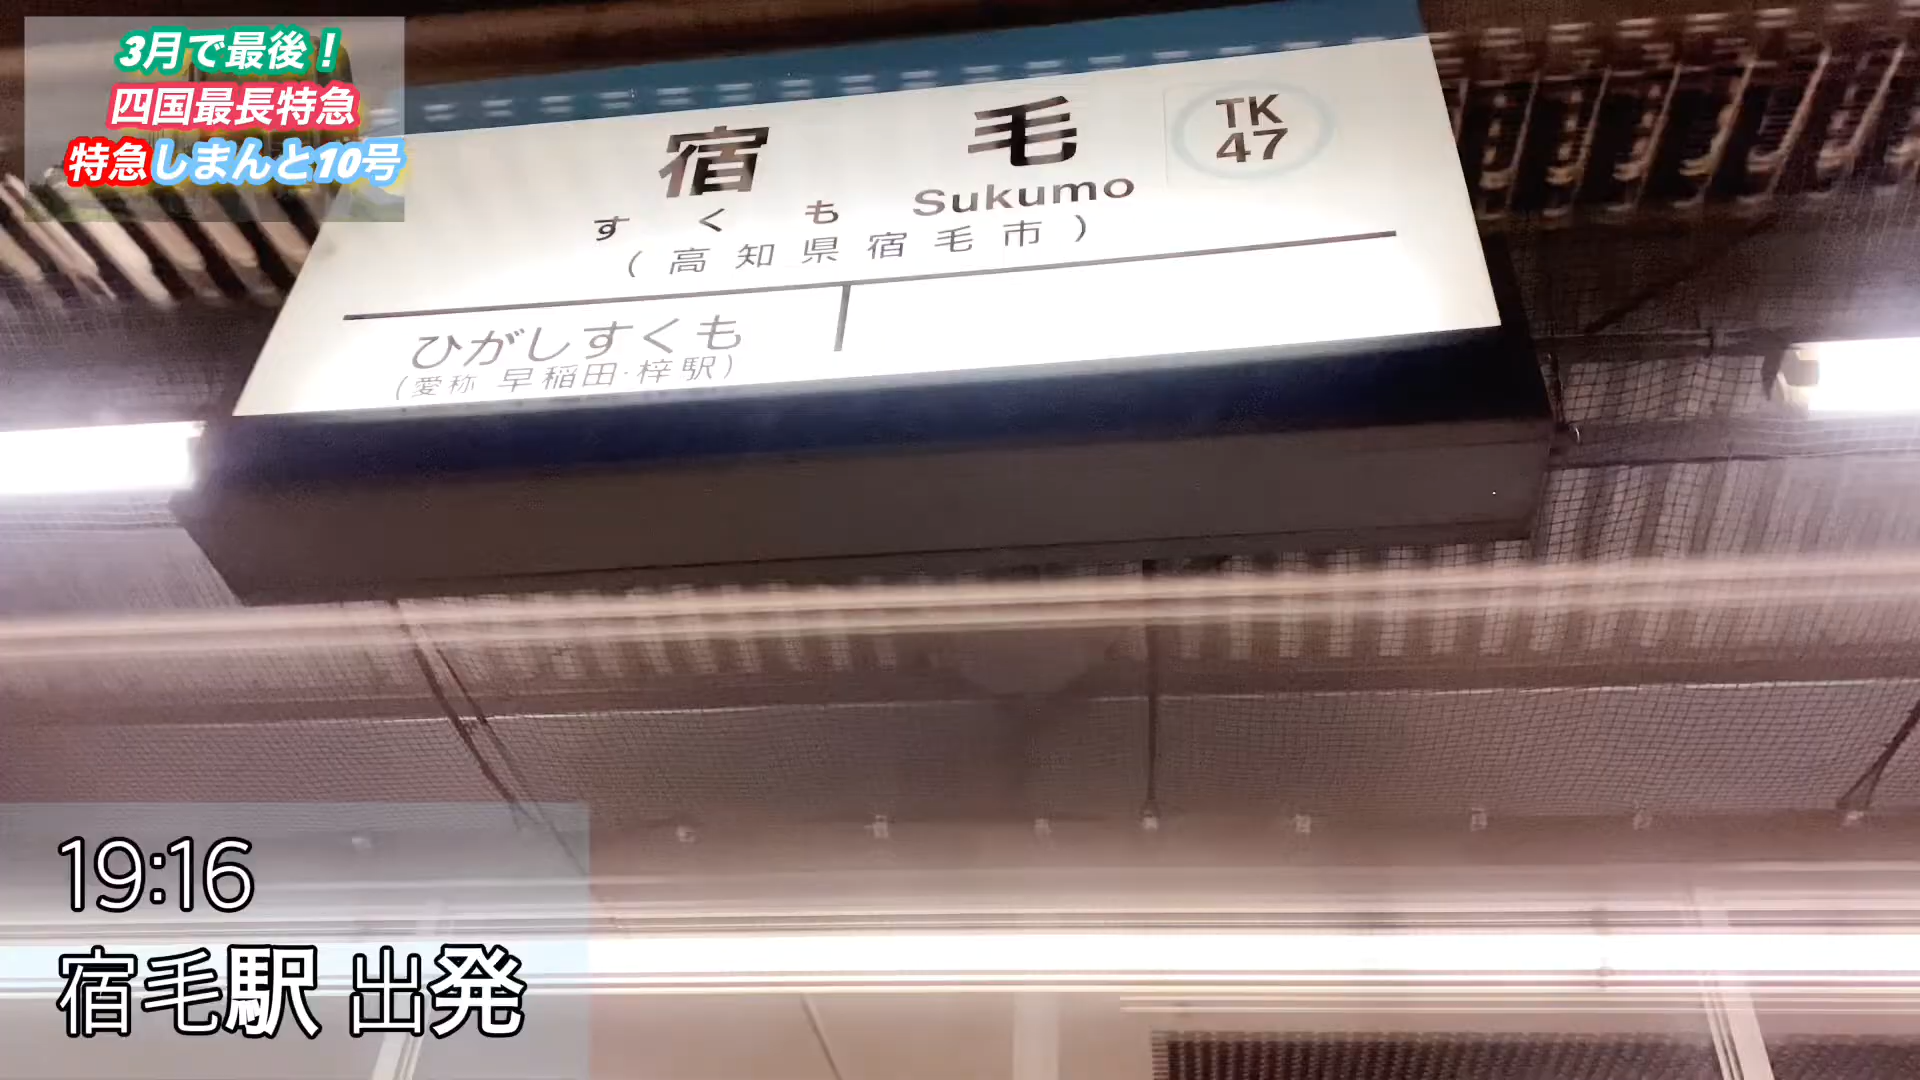 3月で最後！
四国最長特急
特急しまんと10号
宿毛
TK
47
すくも Sukumo
(高知県宿毛市)
ひがしすくも
(愛称 早稲田·梓駅)
19:16
宿毛駅 出発